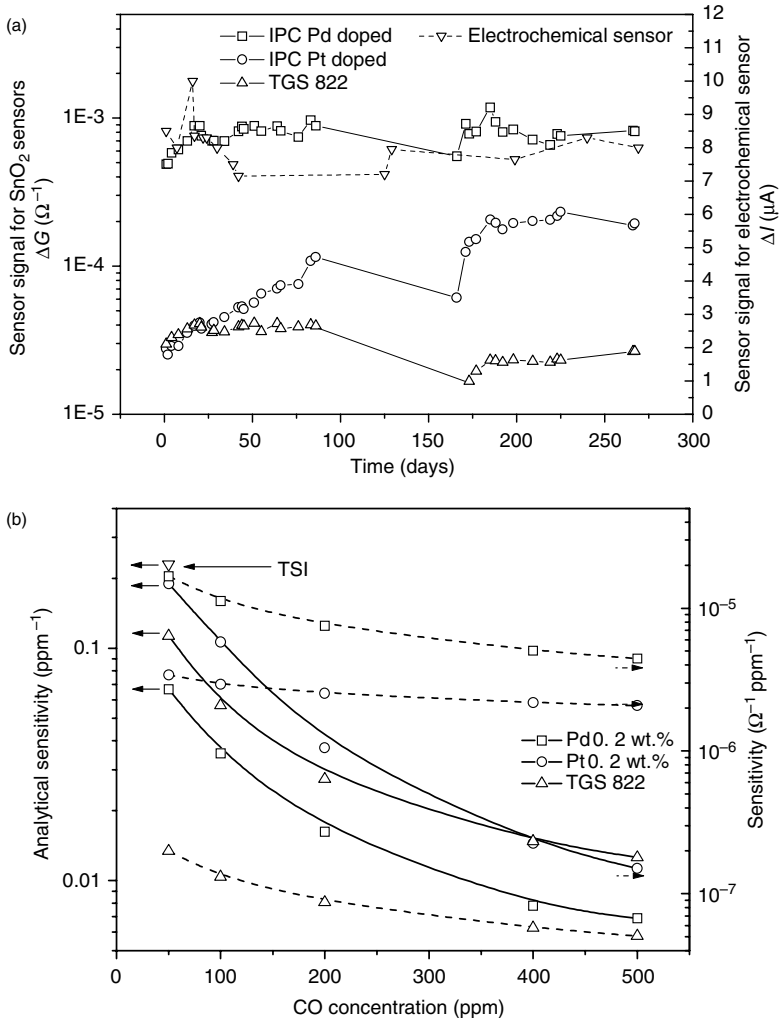 (a)
IPC Pd doped
IPC Pt doped
TGS 822
Electrochemical sensor
1E-3
1E-4
1E-5
Sensor signal for SnO₂ sensors
ΔG (Ω⁻¹)
12
11
10
9
8
7
6
5
4
3
2
1
0
Sensor signal for electrochemical sensor
ΔI (μA)
0 50 100 150 200 250 300
Time (days)
(b)
TSI
Pd 0. 2 wt.%
Pt 0. 2 wt.%
TGS 822
0.1
0.01
Analytical sensitivity (ppm⁻¹)
10⁻⁵
10⁻⁶
10⁻⁷
Sensitivity (Ω⁻¹ ppm⁻¹)
0 100 200 300 400 500
CO concentration (ppm)